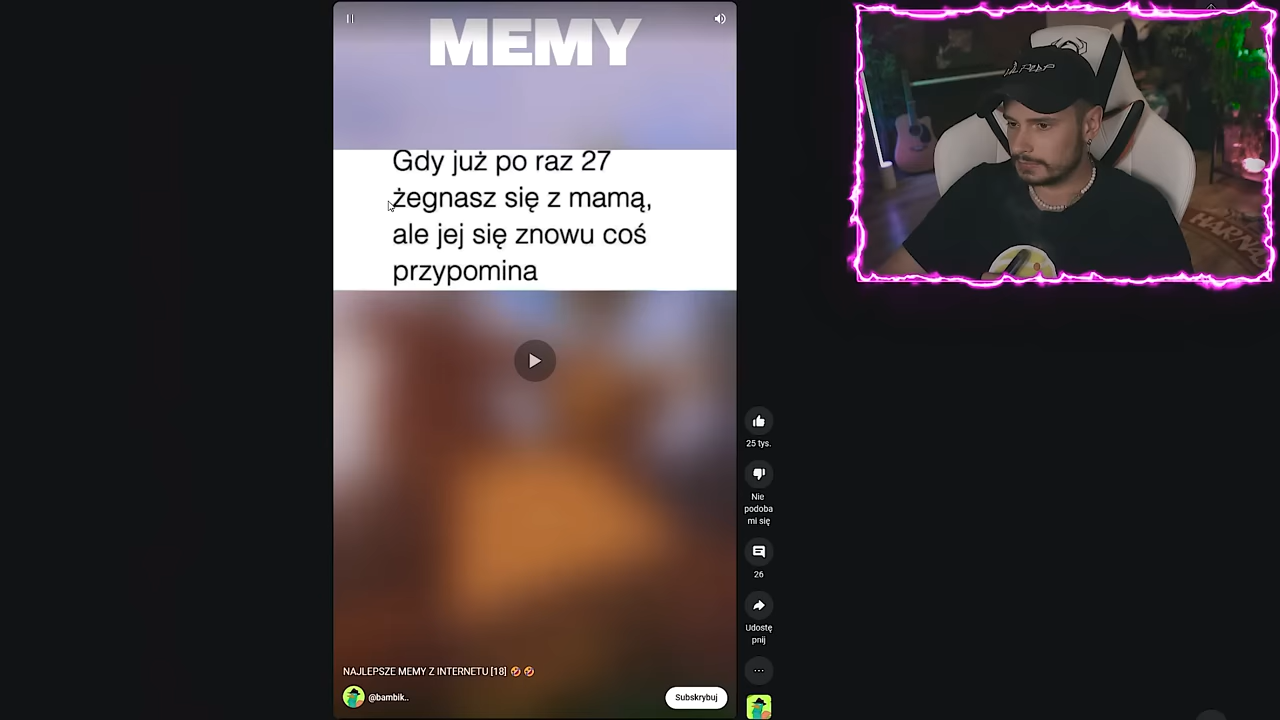 MEMY
Gdy już po raz 27
żegnasz się z mamą,
ale jej się znowu coś
przypomina
25 tys.
Nie
podoba
mi się
26
Udostę
pnij
NAJLEPSZE MEMY Z INTERNETU [18] 🤣 🤣
@bambik..
Subskrybuj